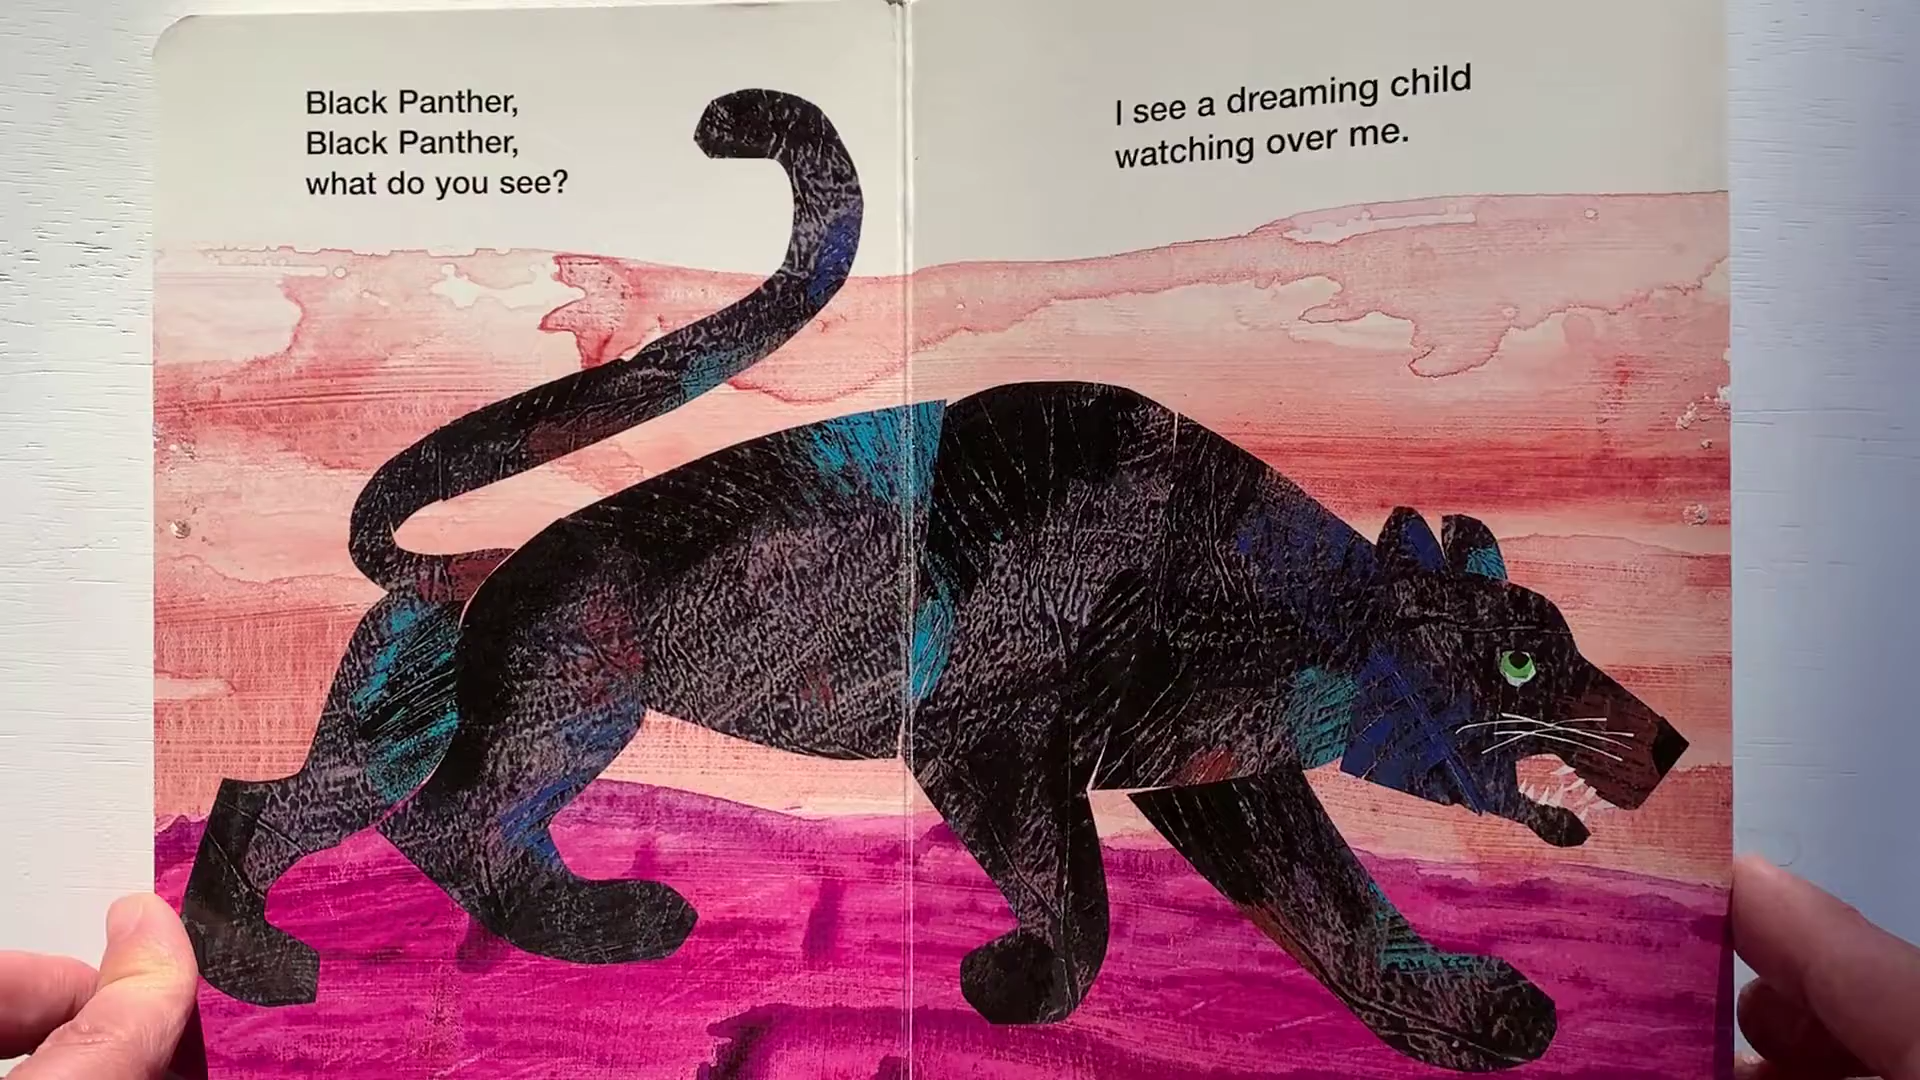 Black Panther,
Black Panther,
what do you see?
I see a dreaming child
watching over me.